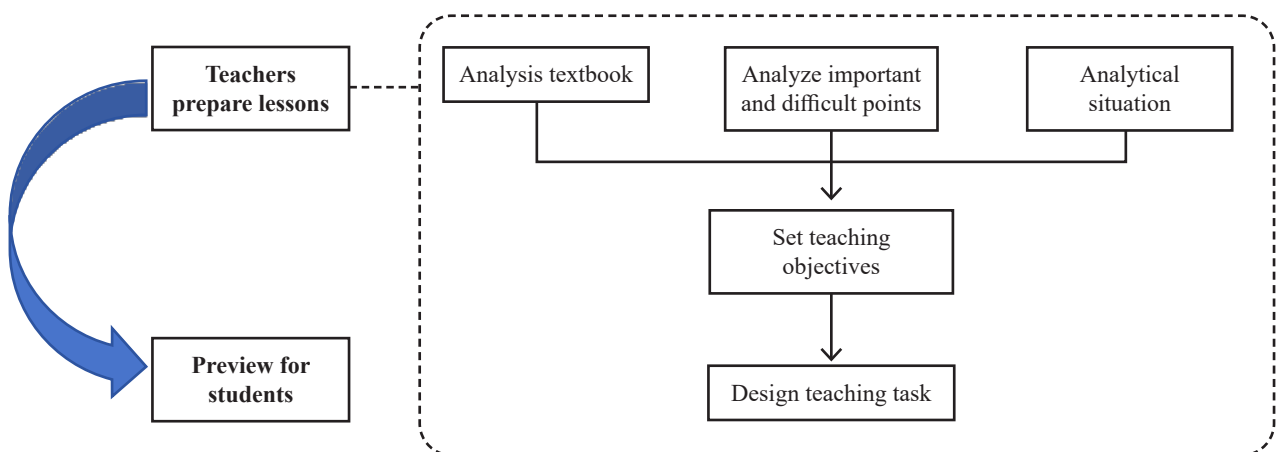 Teachers
prepare lessons
Analysis textbook
Analyze important
and difficult points
Analytical
situation
Set teaching
objectives
Design teaching task
Preview for
students